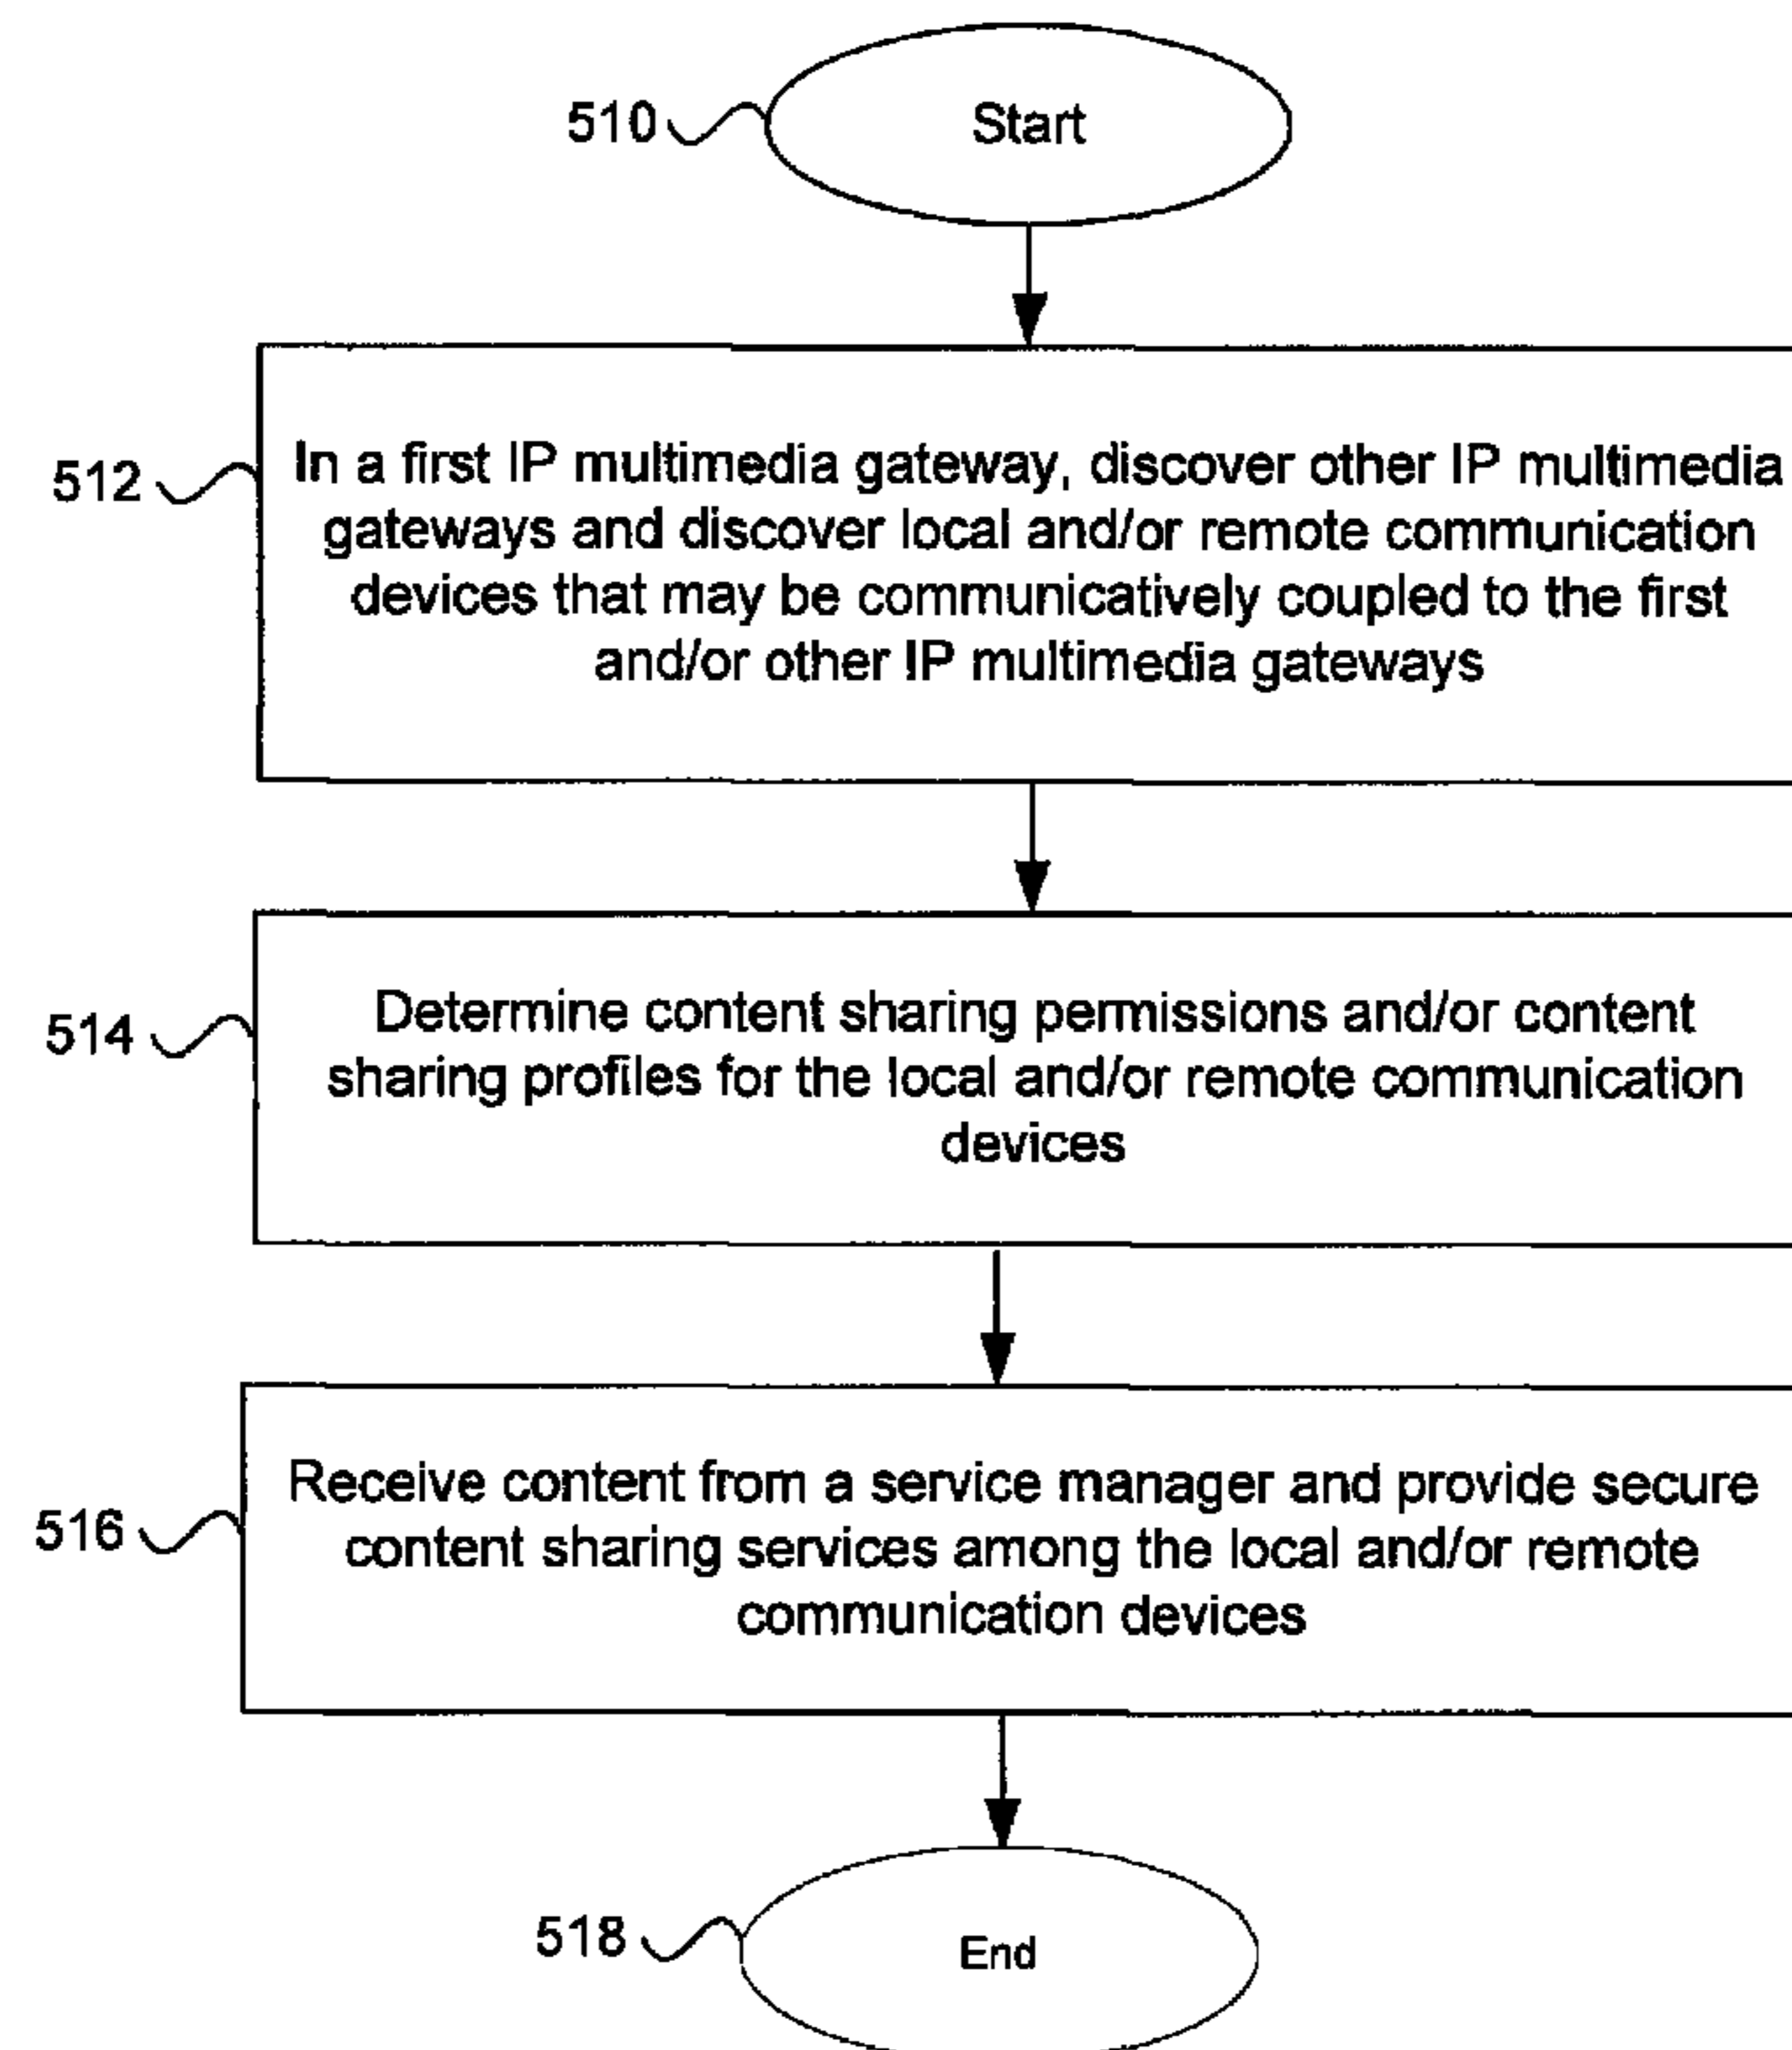 510
Start
512
In a first IP multimedia gateway, discover other IP multimedia
gateways and discover local and/or remote communication
devices that may be communicatively coupled to the first
and/or other IP multimedia gateways
514
Determine content sharing permissions and/or content
sharing profiles for the local and/or remote communication
devices
516
Receive content from a service manager and provide secure
content sharing services among the local and/or remote
communication devices
518
End